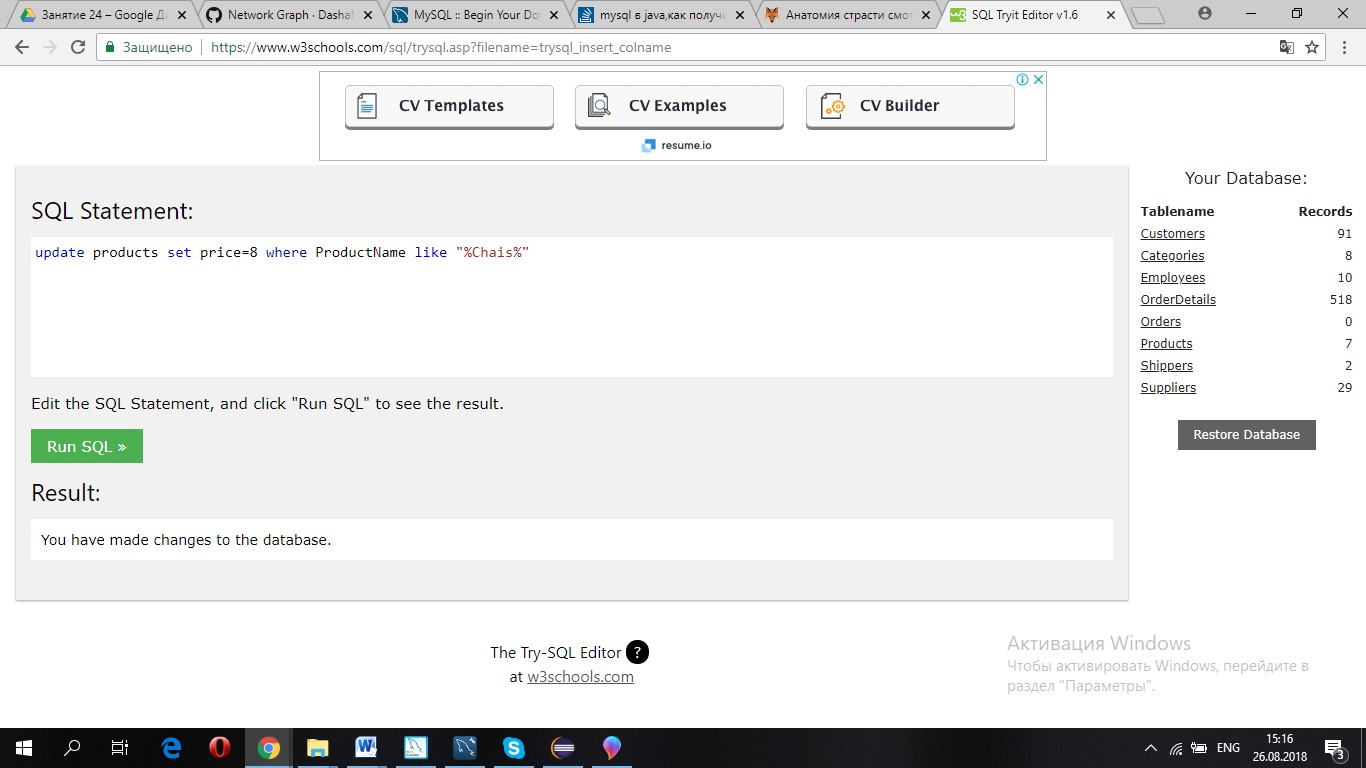 Занятие 24 – Google Д
Network Graph · Dasha
MySQL :: Begin Your Do
mysql в java,как получи
Анатомия страсти смот
SQL Tryit Editor v1.6
Защищено
https://www.w3schools.com/sql/trysql.asp?filename=trysql_insert_colname
CV Templates
CV Examples
CV Builder
resume.io
SQL Statement:
update products set price=8 where ProductName like "%Chais%"
Edit the SQL Statement, and click "Run SQL" to see the result.
Run SQL »
Result:
You have made changes to the database.
Your Database:
Tablename Records
Customers 91
Categories 8
Employees 10
OrderDetails 518
Orders 0
Products 7
Shippers 2
Suppliers 29
Restore Database
The Try-SQL Editor ?
at w3schools.com
Активация Windows
Чтобы активировать Windows, перейдите в
раздел "Параметры".
ENG
15:16
26.08.2018
3